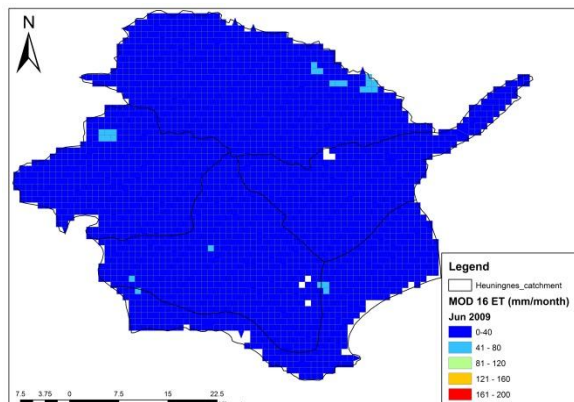 N
Legend
Heuningnes_catchment
MOD 16 ET (mm/month)
Jun 2009
0-40
41 - 80
81 - 120
121 - 160
161 - 200
7.5 3.75 0 7.5 15 22.5